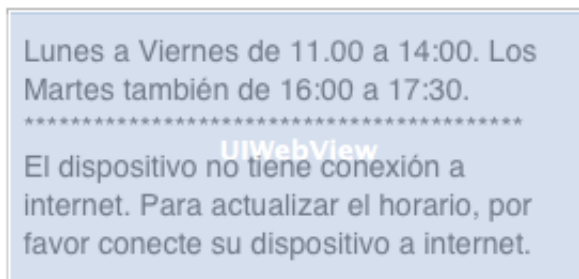 Lunes a Viernes de 11.00 a 14:00. Los
Martes también de 16:00 a 17:30.
*******************************************
UIWebView
El dispositivo no tiene conexión a
internet. Para actualizar el horario, por
favor conecte su dispositivo a internet.